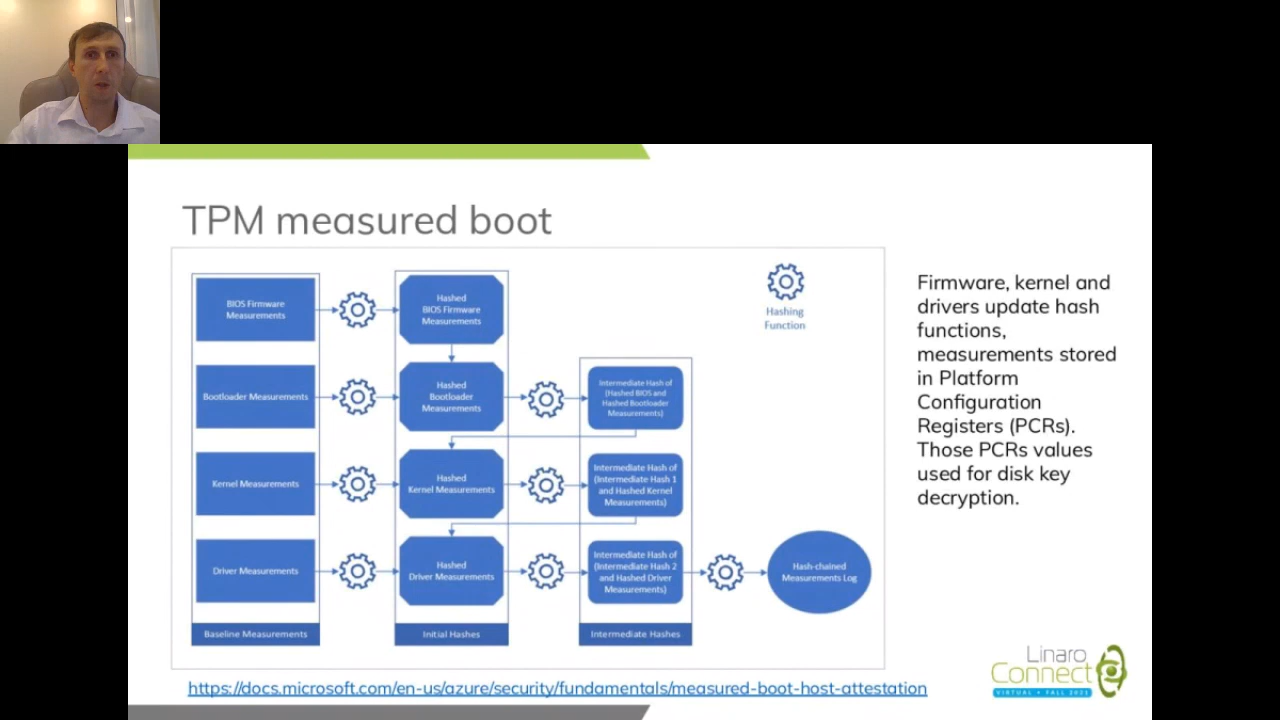 TPM measured boot
BIOS Firmware
Measurements
Hashed
BIOS Firmware
Measurements
Hashing
Function
Bootloader Measurements
Hashed
Bootloader
Measurements
Intermediate Hash of
(Hashed BIOS and
Hashed Bootloader
Measurements)
Kernel Measurements
Hashed
Kernel Measurements
Intermediate Hash of
(Intermediate Hash 1
and Hashed Kernel
Measurements)
Driver Measurements
Hashed
Driver Measurements
Intermediate Hash of
(Intermediate Hash 2
and Hashed Driver
Measurements)
Hash-chained
Measurements Log
Baseline Measurements
Initial Hashes
Intermediate Hashes
Firmware, kernel and
drivers update hash
functions,
measurements stored
in Platform
Configuration
Registers (PCRs).
Those PCRs values
used for disk key
decryption.
https://docs.microsoft.com/en-us/azure/security/fundamentals/measured-boot-host-attestation
Linaro
Connect
VIRTUAL • FALL 2021